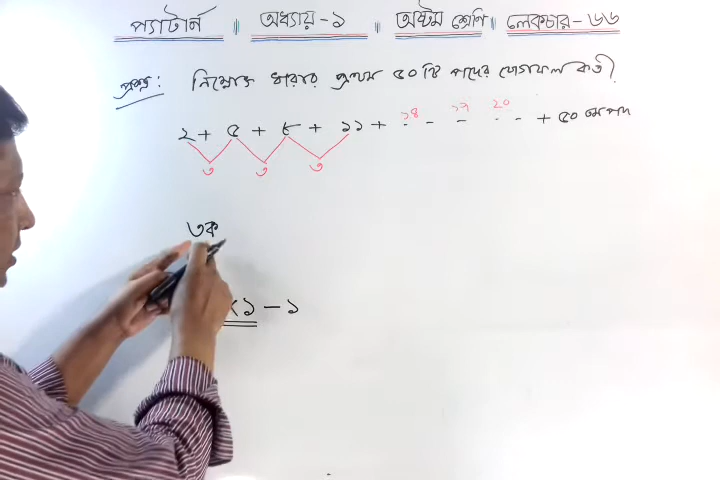 প্যাটার্ন । অধ্যায় - ১ । অষ্টম শ্রেণি । লেকচার - ৬৬
প্রশ্ন : নিম্নোক্ত ধারার প্রথম ৫০টি পদের যোগফল কত?
২ + ৫ + ৮ + ১১ + ১৪ - ১৭ - ২০ - + ৫০ তম পদ
৩ ৩ ৩
৩ক
১ - ১